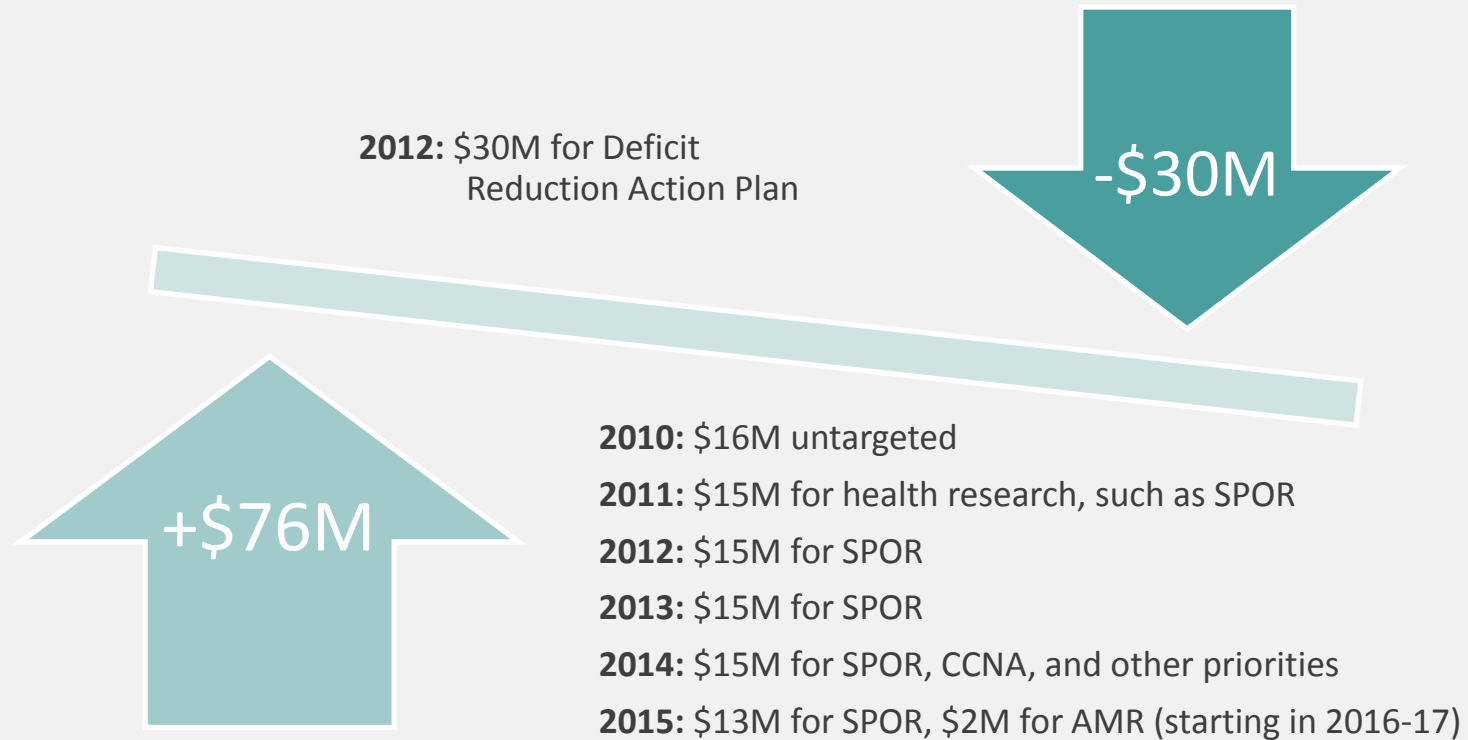 2012: $30M for Deficit
Reduction Action Plan
-$30M
+$76M
2010: $16M untargeted
2011: $15M for health research, such as SPOR
2012: $15M for SPOR
2013: $15M for SPOR
2014: $15M for SPOR, CCNA, and other priorities
2015: $13M for SPOR, $2M for AMR (starting in 2016-17)